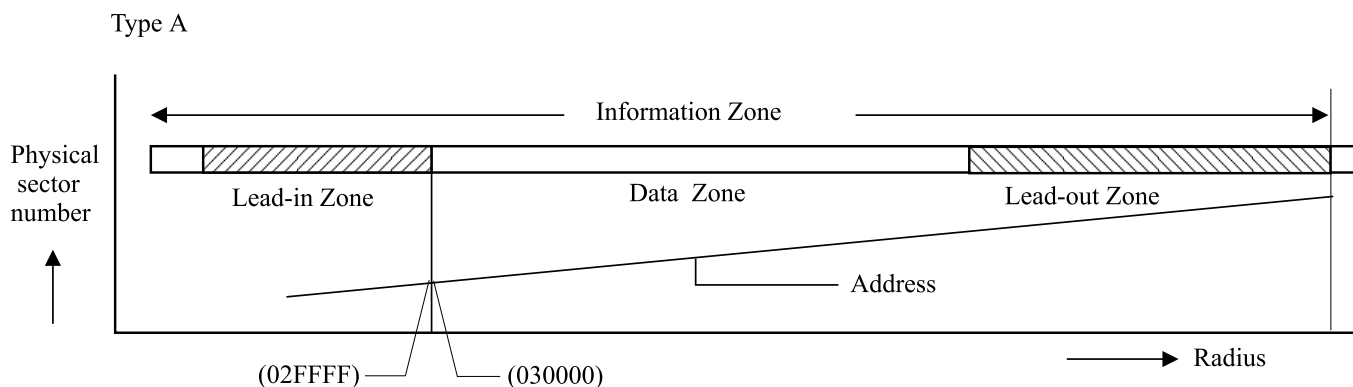 Type A
Information Zone
Physical
sector
number
Lead-in Zone
Data Zone
Lead-out Zone
Address
(02FFFF)
(030000)
Radius